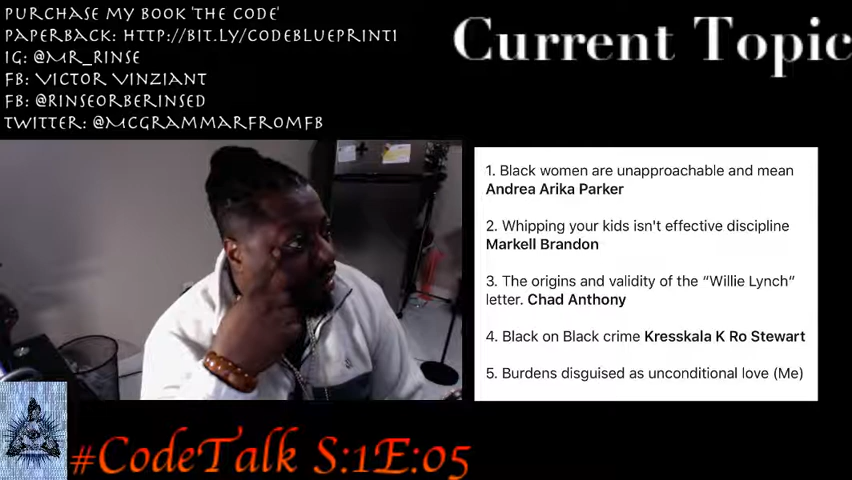 PURCHASE MY BOOK 'THE CODE'
PAPERBACK: HTTP://BIT.LY/CODEBLUEPRINT1
IG: @MR_RINSE
FB: VICTOR VINZIANT
FB: @RINSEORBERINSED
TWITTER: @MCGRAMMARFROMFB
Current Topic
1. Black women are unapproachable and mean
Andrea Arika Parker
2. Whipping your kids isn't effective discipline
Markell Brandon
3. The origins and validity of the “Willie Lynch”
letter. Chad Anthony
4. Black on Black crime Kresskala K Ro Stewart
5. Burdens disguised as unconditional love (Me)
#CodeTalk S:1E:05